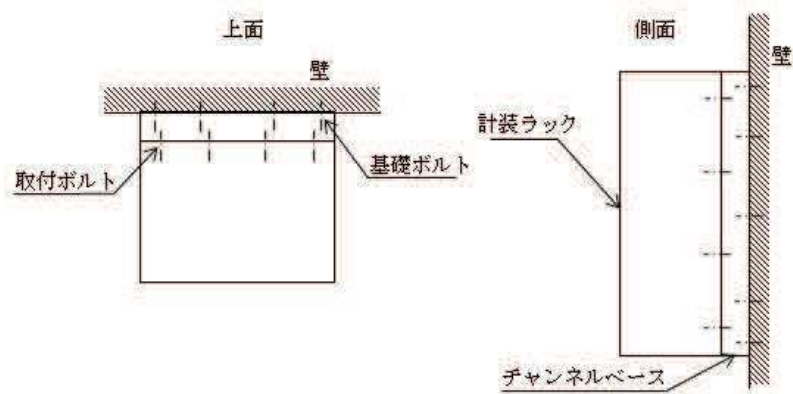 上面
壁
取付ボルト
基礎ボルト
側面
壁
計装ラック
チャンネルベース